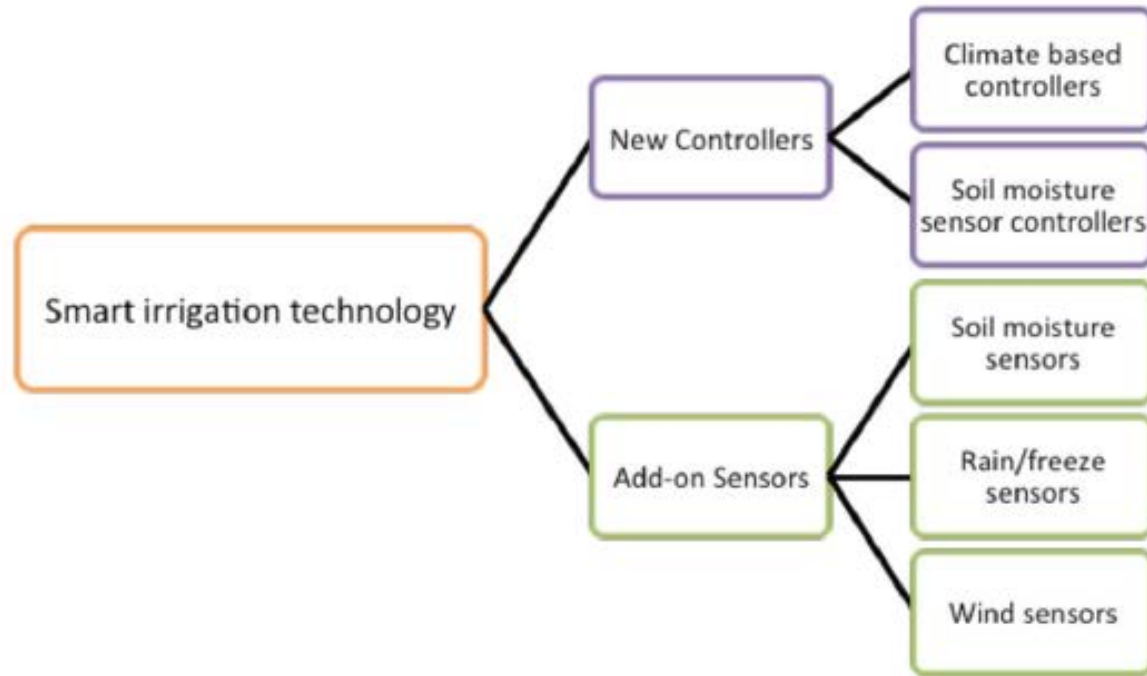 Smart irrigation technology
New Controllers
Climate based
controllers
Soil moisture
sensor controllers
Add-on Sensors
Soil moisture
sensors
Rain/freeze
sensors
Wind sensors